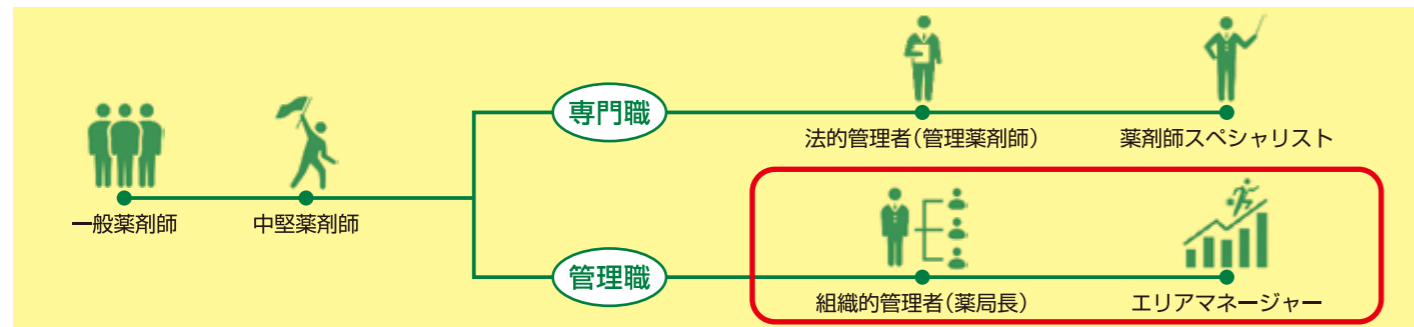 専門職
法的管理者(管理薬剤師)
薬剤師スペシャリスト
一般薬剤師
中堅薬剤師
管理職
組織的管理者(薬局長)
エリアマネージャー